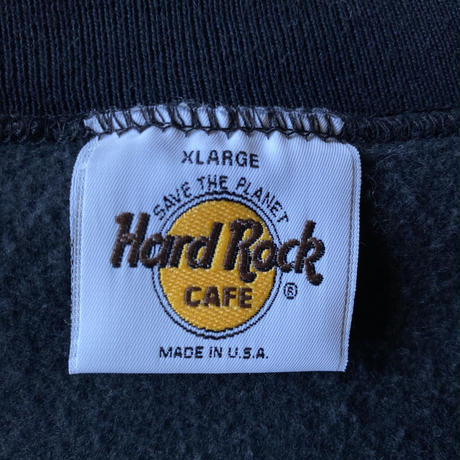 XLARGE
SAVE THE PLANET
Hard Rock
CAFE ®
MADE IN U.S.A.